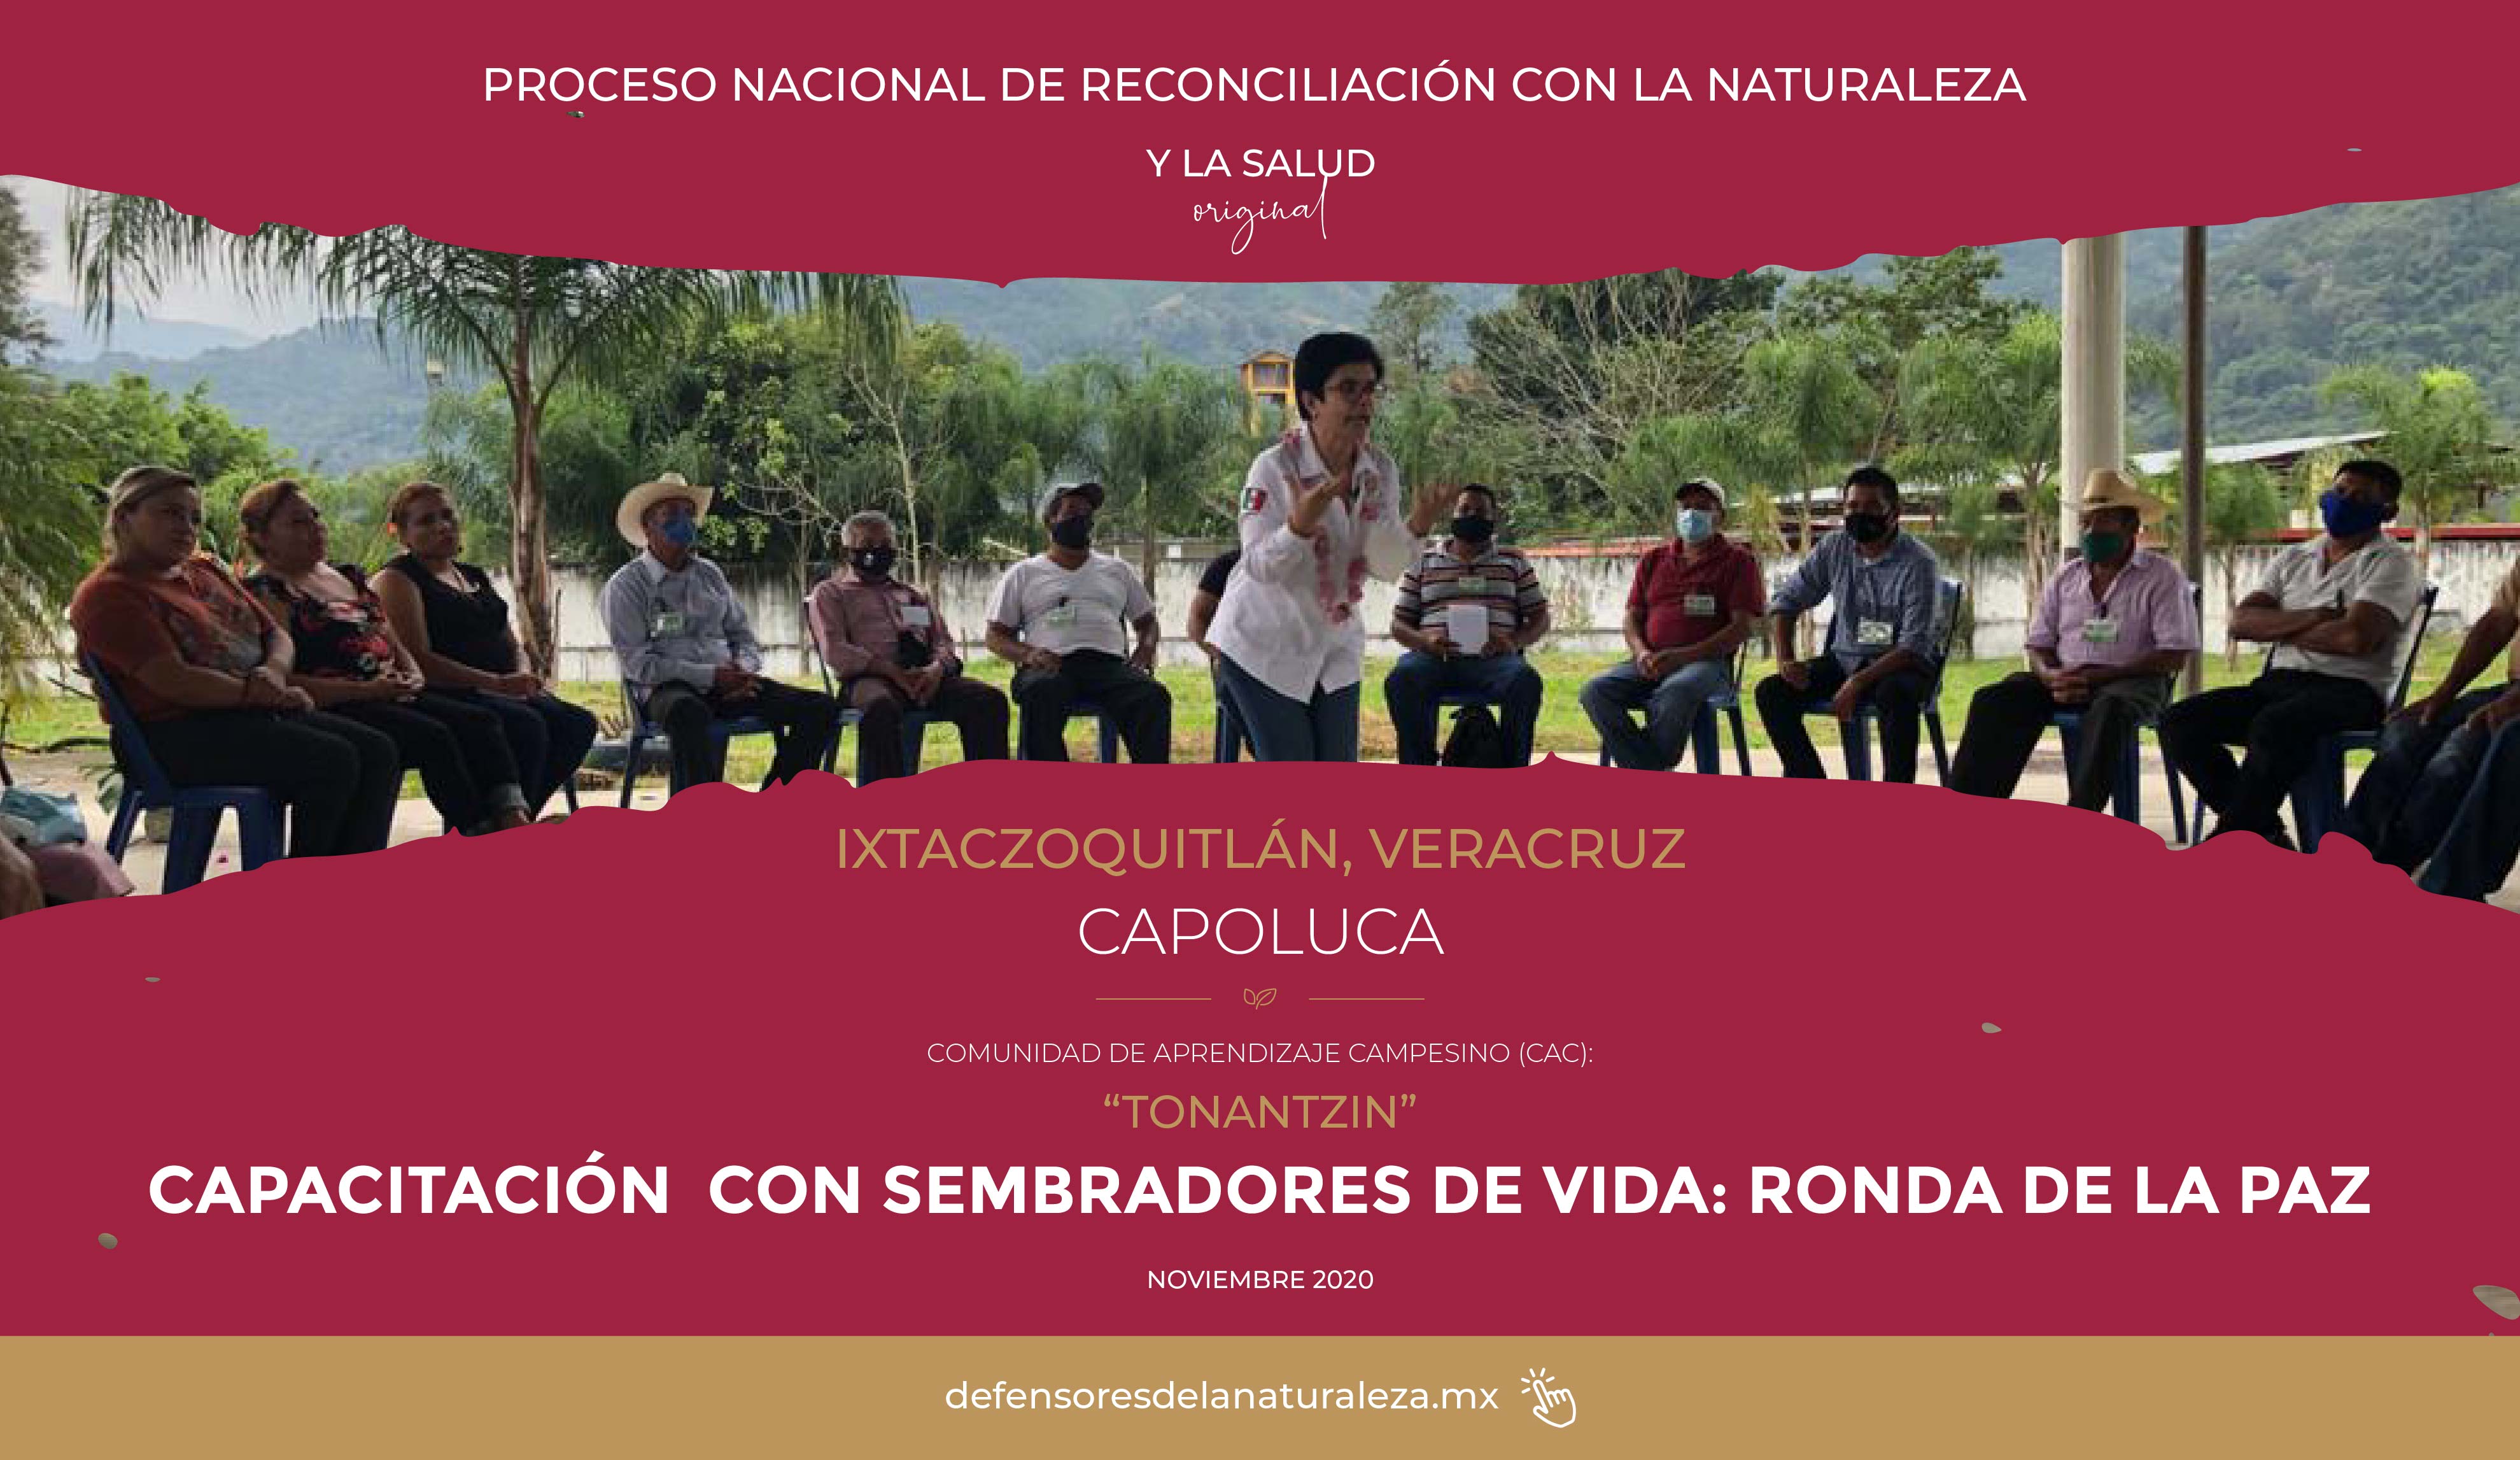 PROCESO NACIONAL DE RECONCILIACIÓN CON LA NATURALEZA
Y LA SALUD
original
IXTACZOQUITLÁN, VERACRUZ
CAPOLUCA
COMUNIDAD DE APRENDIZAJE CAMPESINO (CAC):
“TONANTZIN”
CAPACITACIÓN CON SEMBRADORES DE VIDA: RONDA DE LA PAZ
NOVIEMBRE 2020
defensoresdelanaturaleza.mx